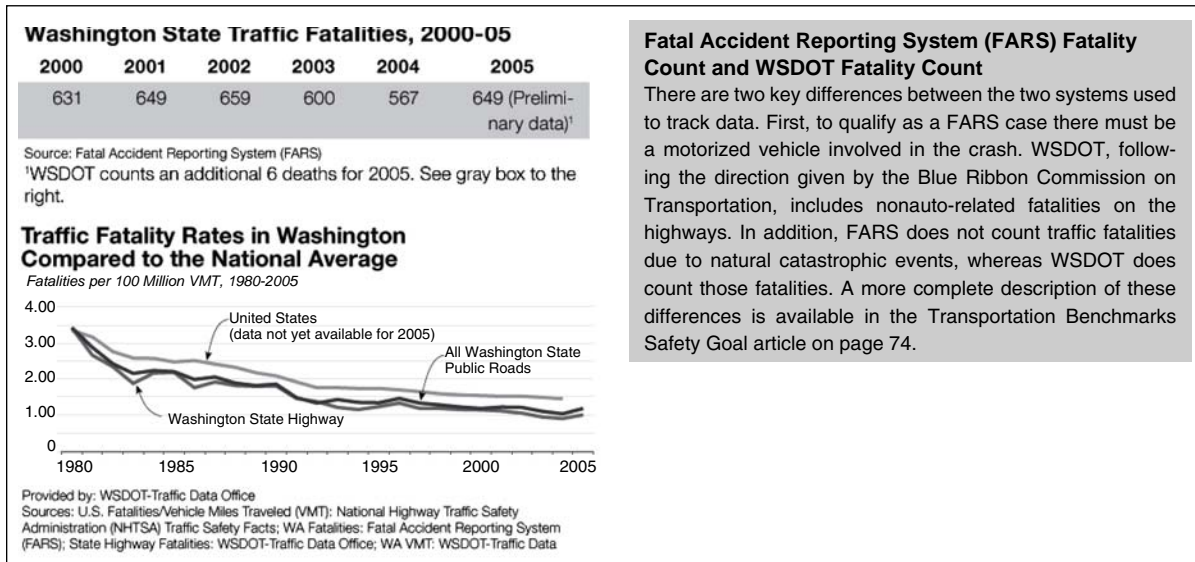 Washington State Traffic Fatalities, 2000-05
2000 2001 2002 2003 2004 2005
631 649 659 600 567 649 (Prelimi-
nary data)¹
Source: Fatal Accident Reporting System (FARS)
¹WSDOT counts an additional 6 deaths for 2005. See gray box to the
right.
Traffic Fatality Rates in Washington
Compared to the National Average
Fatalities per 100 Million VMT, 1980-2005
4.00
3.00
2.00
1.00
0
United States
(data not yet available for 2005)
All Washington State
Public Roads
Washington State Highway
1980 1985 1990 1995 2000 2005
Provided by: WSDOT-Traffic Data Office
Sources: U.S. Fatalities/Vehicle Miles Traveled (VMT): National Highway Traffic Safety
Administration (NHTSA) Traffic Safety Facts; WA Fatalities: Fatal Accident Reporting System
(FARS); State Highway Fatalities: WSDOT-Traffic Data Office; WA VMT: WSDOT-Traffic Data
Fatal Accident Reporting System (FARS) Fatality
Count and WSDOT Fatality Count
There are two key differences between the two systems used
to track data. First, to qualify as a FARS case there must be
a motorized vehicle involved in the crash. WSDOT, follow-
ing the direction given by the Blue Ribbon Commission on
Transportation, includes nonauto-related fatalities on the
highways. In addition, FARS does not count traffic fatalities
due to natural catastrophic events, whereas WSDOT does
count those fatalities. A more complete description of these
differences is available in the Transportation Benchmarks
Safety Goal article on page 74.